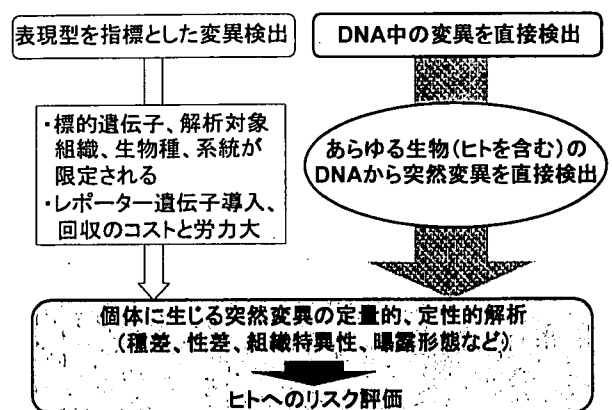 表現型を指標とした変異検出
DNA中の変異を直接検出
・標的遺伝子、解析対象
組織、生物種、系統が
限定される
・レポーター遺伝子導入、
回収のコストと労力大
あらゆる生物(ヒトを含む)の
DNAから突然変異を直接検出
個体に生じる突然変異の定量的、定性的解析
(種差、性差、組織特異性、曝露形態など)
ヒトへのリスク評価